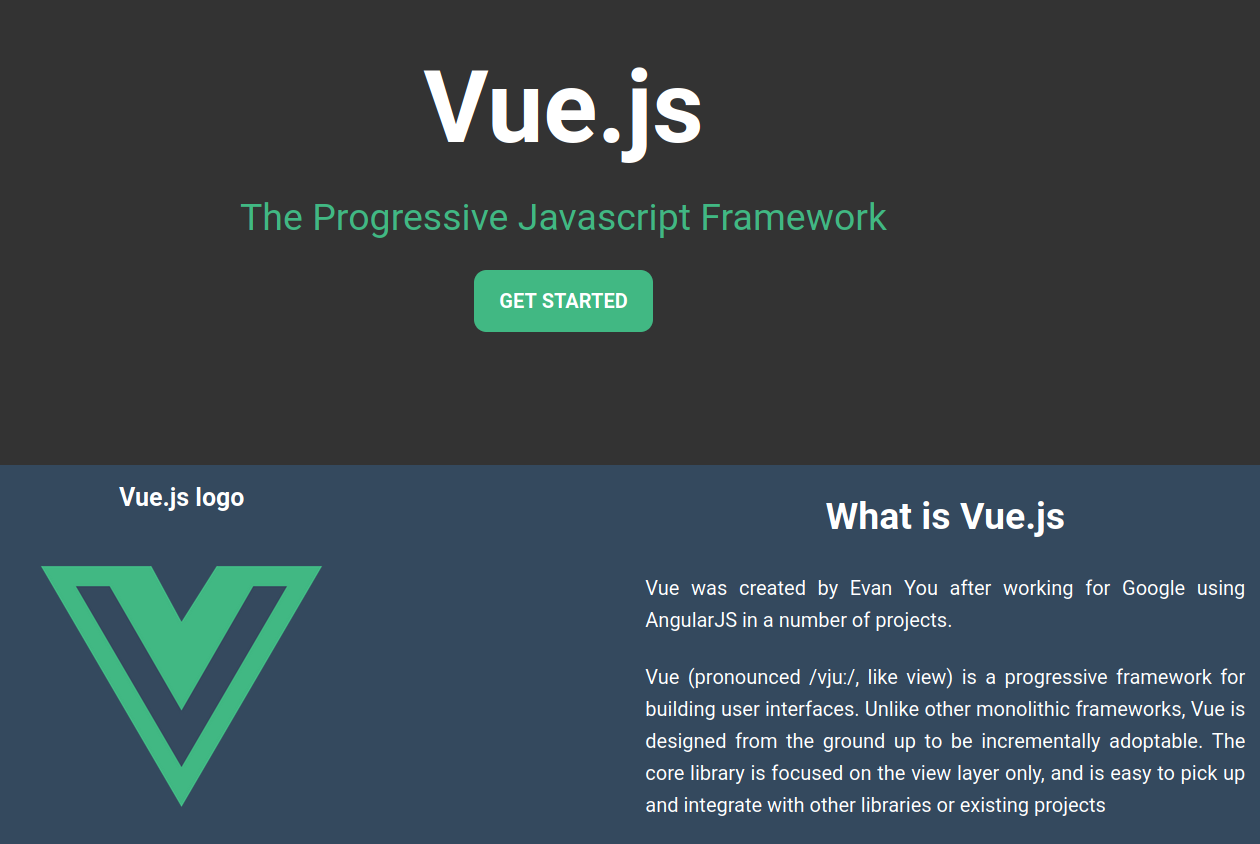 Vue.js
The Progressive Javascript Framework
GET STARTED
Vue.js logo
What is Vue.js
Vue was created by Evan You after working for Google using
AngularJS in a number of projects.
Vue (pronounced /vjuː/, like view) is a progressive framework for
building user interfaces. Unlike other monolithic frameworks, Vue is
designed from the ground up to be incrementally adoptable. The
core library is focused on the view layer only, and is easy to pick up
and integrate with other libraries or existing projects